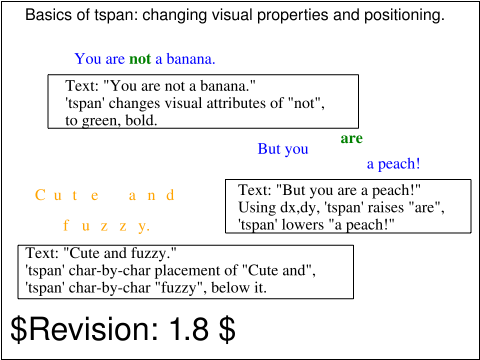 Basics of tspan: changing visual properties and positioning.
You are not a banana.
Text: "You are not a banana."
'tspan' changes visual attributes of "not",
to green, bold.
But you are a peach!
Text: "But you are a peach!"
Using dx,dy, 'tspan' raises "are",
'tspan' lowers "a peach!"
Cute and
fuzzy.
Text: "Cute and fuzzy."
'tspan' char-by-char placement of "Cute and",
'tspan' char-by-char "fuzzy", below it.
$Revision: 1.8 $